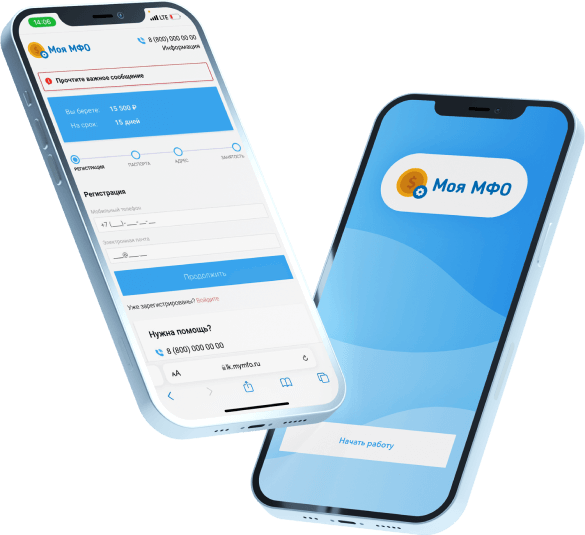 14:06
LTE
Моя МФО
8 (800) 000 00 00
Информация
Прочтите важное сообщение
Вы берете: 15 500 ₽
На срок: 15 дней
РЕГИСТРАЦИЯ ПАСПОРТА АДРЕС ЗАНЯТОСТЬ
Регистрация
Мобильный телефон
+7 (___)-___-__-__
Электронная почта
___@___.__
Продолжить
Уже зарегистрированы? Войдите
Нужна помощь?
8 (800) 000 00 00
AA lk.mymfo.ru
Моя МФО
Начать работу